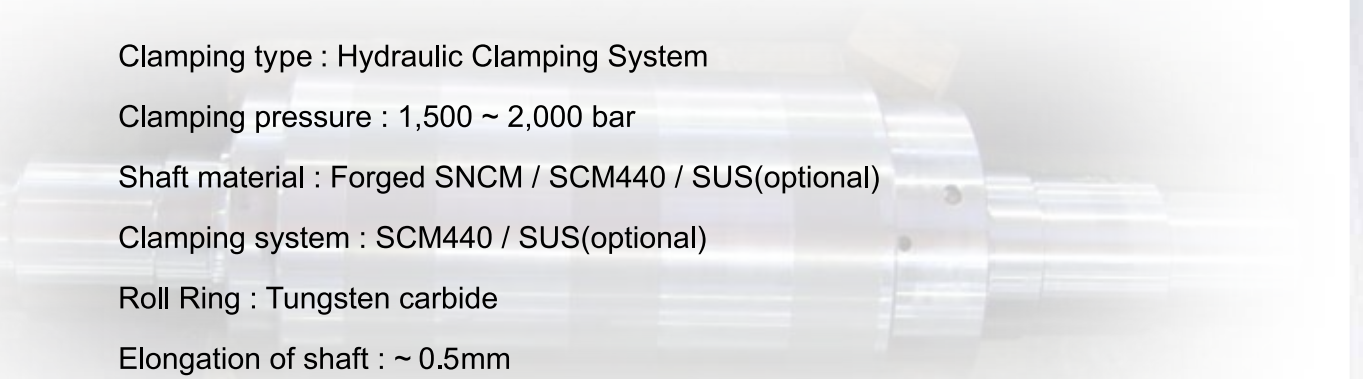 Clamping type : Hydraulic Clamping System
Clamping pressure : 1,500 ~ 2,000 bar
Shaft material : Forged SNCM / SCM440 / SUS(optional)
Clamping system : SCM440 / SUS(optional)
Roll Ring : Tungsten carbide
Elongation of shaft : ~ 0.5mm